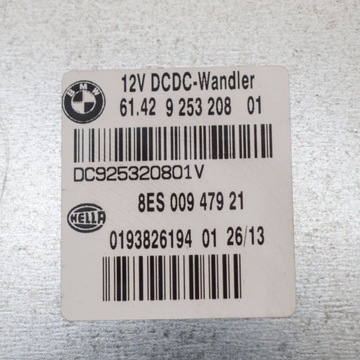 BMW
12V DCDC-Wandler
61.42 9 253 208 01
DC925320801V
8ES 009 479 21
HELLA
0193826194 01 26/13